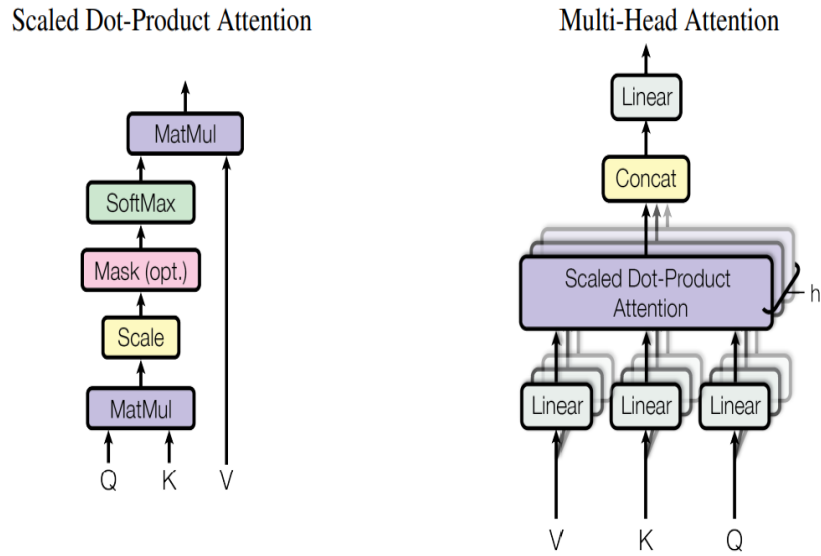 Scaled Dot-Product Attention
MatMul
SoftMax
Mask (opt.)
Scale
MatMul
Q K V
Multi-Head Attention
Linear
Concat
Scaled Dot-Product
Attention
h
Linear Linear Linear
V K Q